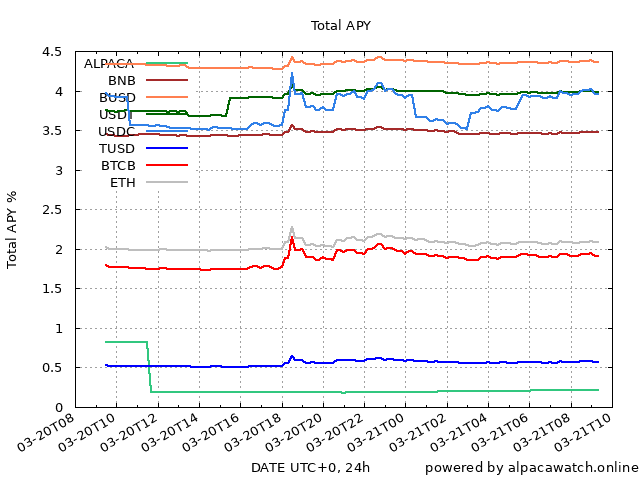 Total APY
4.5
4
3.5
3
2.5
2
1.5
1
0.5
0
Total APY %
ALPACA
BNB
BUSD
USDT
USDC
TUSD
BTCB
ETH
03-20T08
03-20T10
03-20T12
03-20T14
03-20T16
03-20T18
03-20T20
03-20T22
03-21T00
03-21T02
03-21T04
03-21T06
03-21T08
03-21T10
DATE UTC+0, 24h
powered by alpacawatch.online